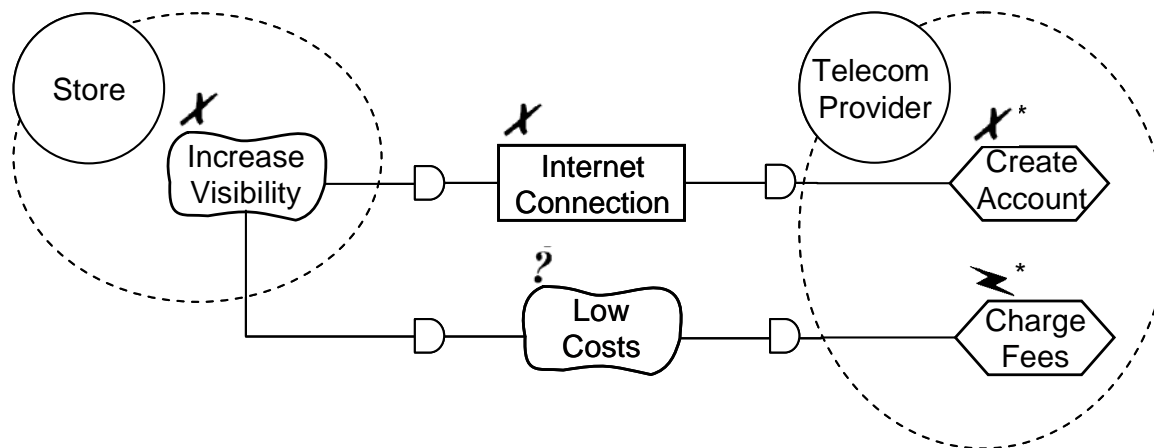 Store
Telecom
Provider
*
Increase
Visibility
Internet
Connection
Create
Account
?
*
Low
Costs
Charge
Fees